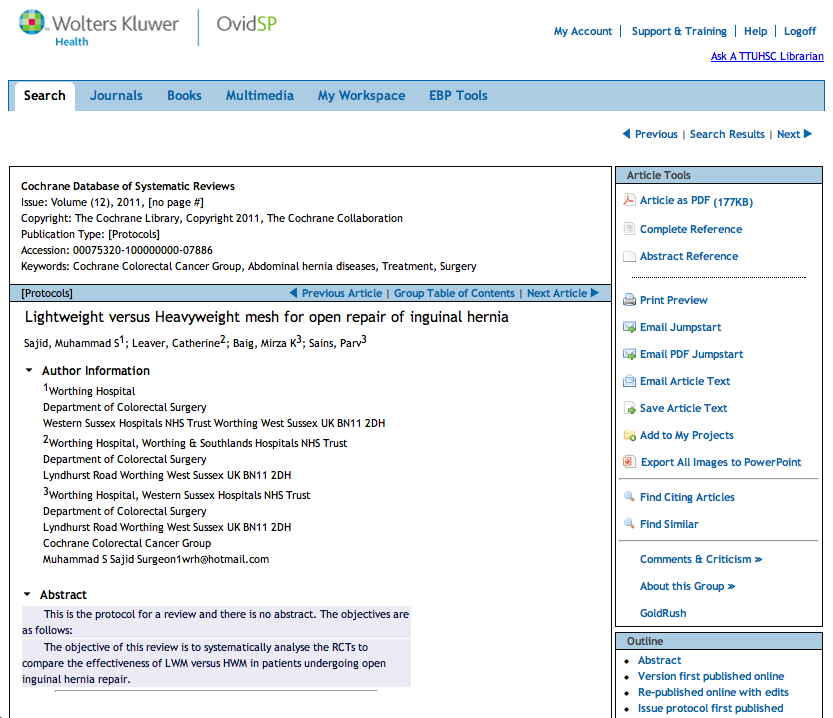 Wolters Kluwer
Health
OvidSP
My Account | Support & Training | Help | Logoff
Ask A TTUHSC Librarian
Search Journals Books Multimedia My Workspace EBP Tools
Previous | Search Results | Next
Cochrane Database of Systematic Reviews
Issue: Volume (12), 2011, [no page #]
Copyright: The Cochrane Library, Copyright 2011, The Cochrane Collaboration
Publication Type: [Protocols]
Accession: 00075320-100000000-07886
Keywords: Cochrane Colorectal Cancer Group, Abdominal hernia diseases, Treatment, Surgery
[Protocols] Previous Article | Group Table of Contents | Next Article
Lightweight versus Heavyweight mesh for open repair of inguinal hernia
Sajid, Muhammad S1; Leaver, Catherine2; Baig, Mirza K3; Sains, Parv3
Author Information
1Worthing Hospital
Department of Colorectal Surgery
Western Sussex Hospitals NHS Trust Worthing West Sussex UK BN11 2DH
2Worthing Hospital, Worthing & Southlands Hospitals NHS Trust
Department of Colorectal Surgery
Lyndhurst Road Worthing West Sussex UK BN11 2DH
3Worthing Hospital, Western Sussex Hospitals NHS Trust
Department of Colorectal Surgery
Lyndhurst Road Worthing West Sussex UK BN11 2DH
Cochrane Colorectal Cancer Group
Muhammad S Sajid Surgeon1wrh@hotmail.com
Abstract
This is the protocol for a review and there is no abstract. The objectives are
as follows:
The objective of this review is to systematically analyse the RCTs to
compare the effectiveness of LWM versus HWM in patients undergoing open
inguinal hernia repair.
Article Tools
Article as PDF (177KB)
Complete Reference
Abstract Reference
Print Preview
Email Jumpstart
Email PDF Jumpstart
Email Article Text
Save Article Text
Add to My Projects
Export All Images to PowerPoint
Find Citing Articles
Find Similar
Comments & Criticism »
About this Group »
GoldRush
Outline
Abstract
Version first published online
Re-published online with edits
Issue protocol first published